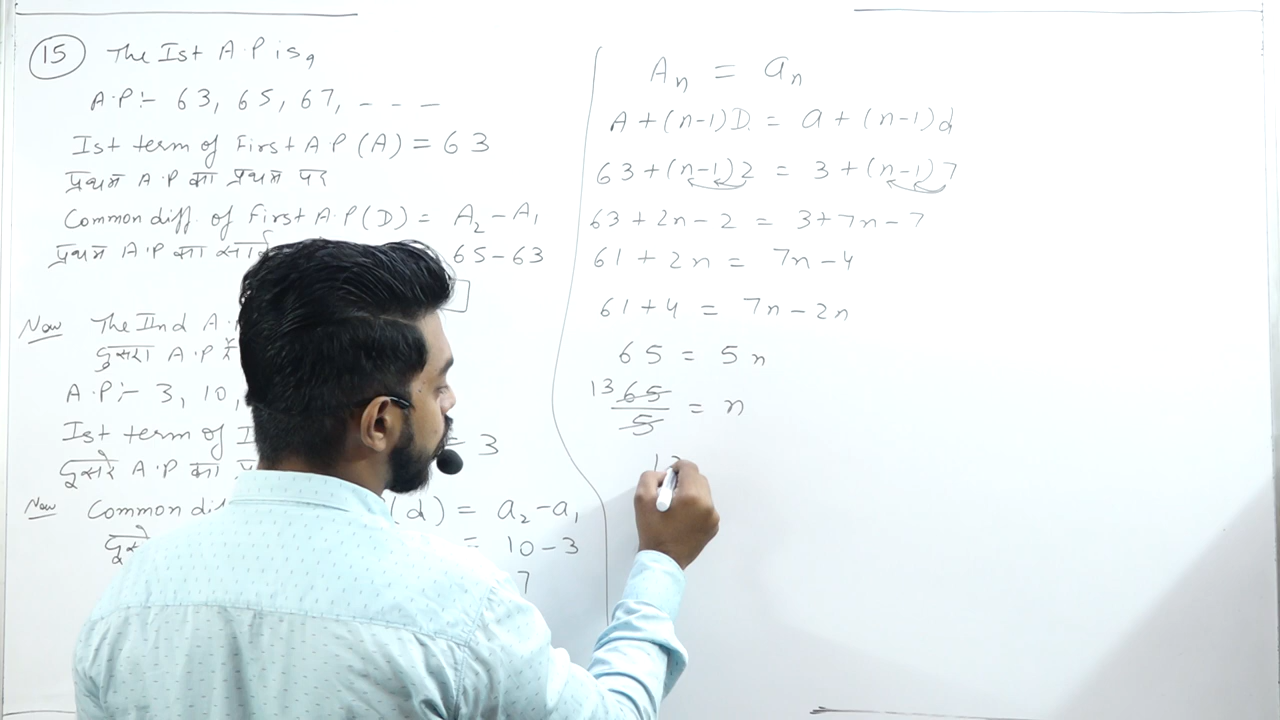 15 The Ist A.P is,
A.P:- 63, 65, 67, - - -
Ist term of First A.P (A) = 63
प्रथम A.P का प्रथम पद
Common diff. of First A.P (D) = A₂-A₁
प्रथम A.P का 65-63
Now The IInd A.
दुसरा A.P
A.P:- 3, 10,
Ist term of = 3
दुसरे A.P का
Now Common di (d) = a₂-a₁
= 10-3
7
Aₙ = aₙ
A+(n-1)D = a+(n-1)d
63+(n-1)2 = 3+(n-1)7
63+2n-2 = 3+7n-7
61+2n = 7n-4
61+4 = 7n-2n
65 = 5n
13 65/5 = n